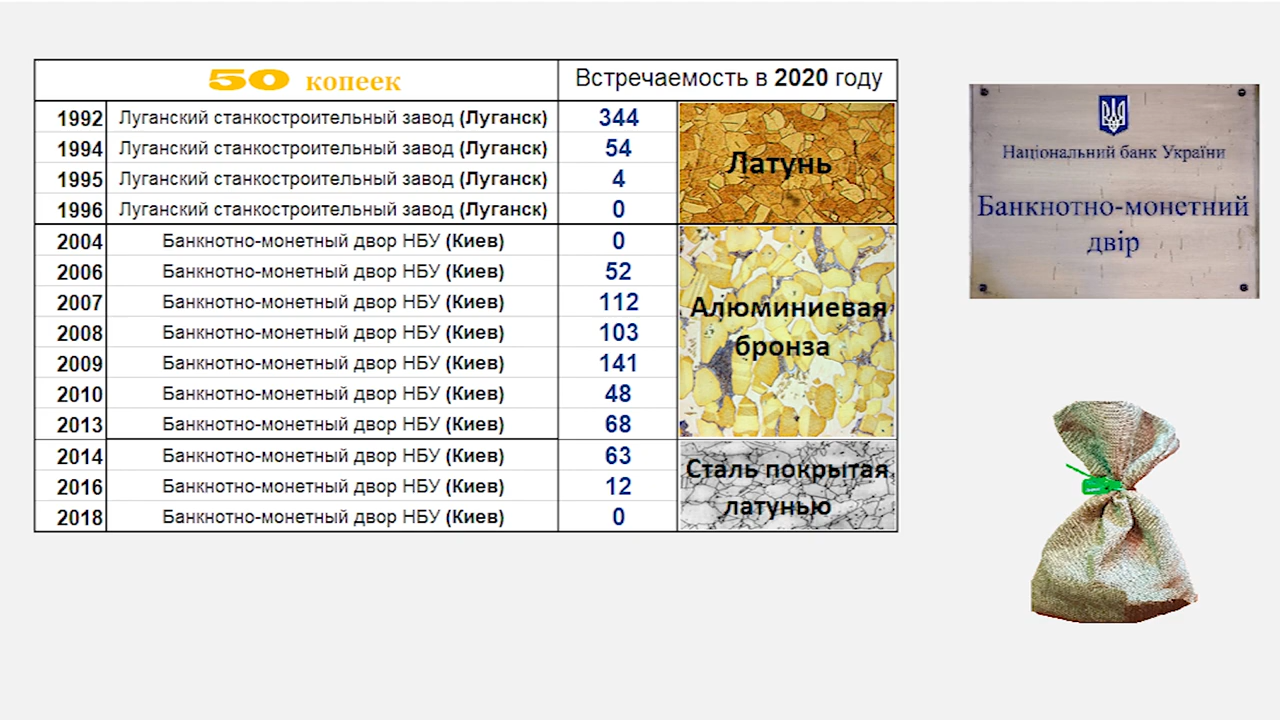 50 копеек Встречаемость в 2020 году
1992 Луганский станкостроительный завод (Луганск) 344
1994 Луганский станкостроительный завод (Луганск) 54
1995 Луганский станкостроительный завод (Луганск) 4
1996 Луганский станкостроительный завод (Луганск) 0
Латунь
2004 Банкнотно-монетный двор НБУ (Киев) 0
2006 Банкнотно-монетный двор НБУ (Киев) 52
2007 Банкнотно-монетный двор НБУ (Киев) 112
2008 Банкнотно-монетный двор НБУ (Киев) 103
2009 Банкнотно-монетный двор НБУ (Киев) 141
2010 Банкнотно-монетный двор НБУ (Киев) 48
2013 Банкнотно-монетный двор НБУ (Киев) 68
Алюминиевая
бронза
2014 Банкнотно-монетный двор НБУ (Киев) 63
2016 Банкнотно-монетный двор НБУ (Киев) 12
2018 Банкнотно-монетный двор НБУ (Киев) 0
Сталь покрытая
латунью
Національний банк України
Банкнотно-монетний
двір